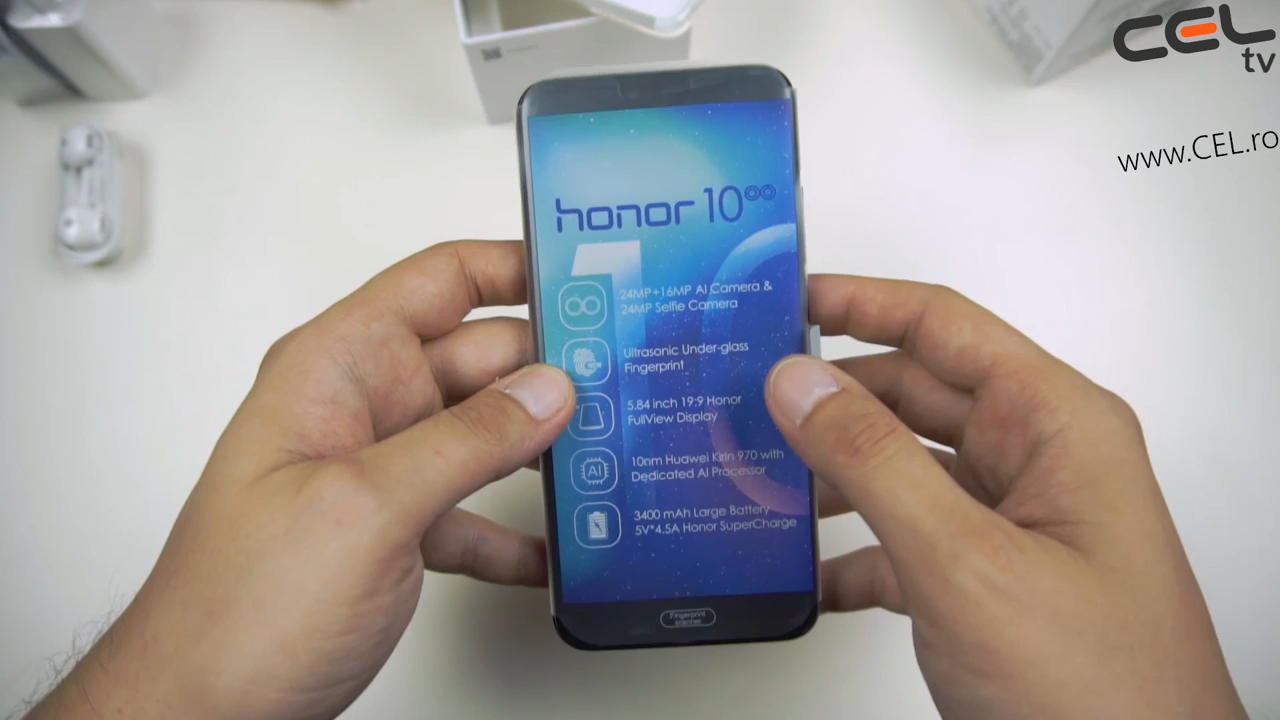 CEL
tv
www.CEL.ro
honor 10
10
24MP+16MP AI Camera &
24MP Selfie Camera
Ultrasonic Under-glass
Fingerprint
5.84 inch 19:9 Honor
FullView Display
AI
10nm Huawei Kirin 970 with
Dedicated AI Processor
3400 mAh Large Battery
5V*4.5A Honor SuperCharge
Fingerprint
scanner